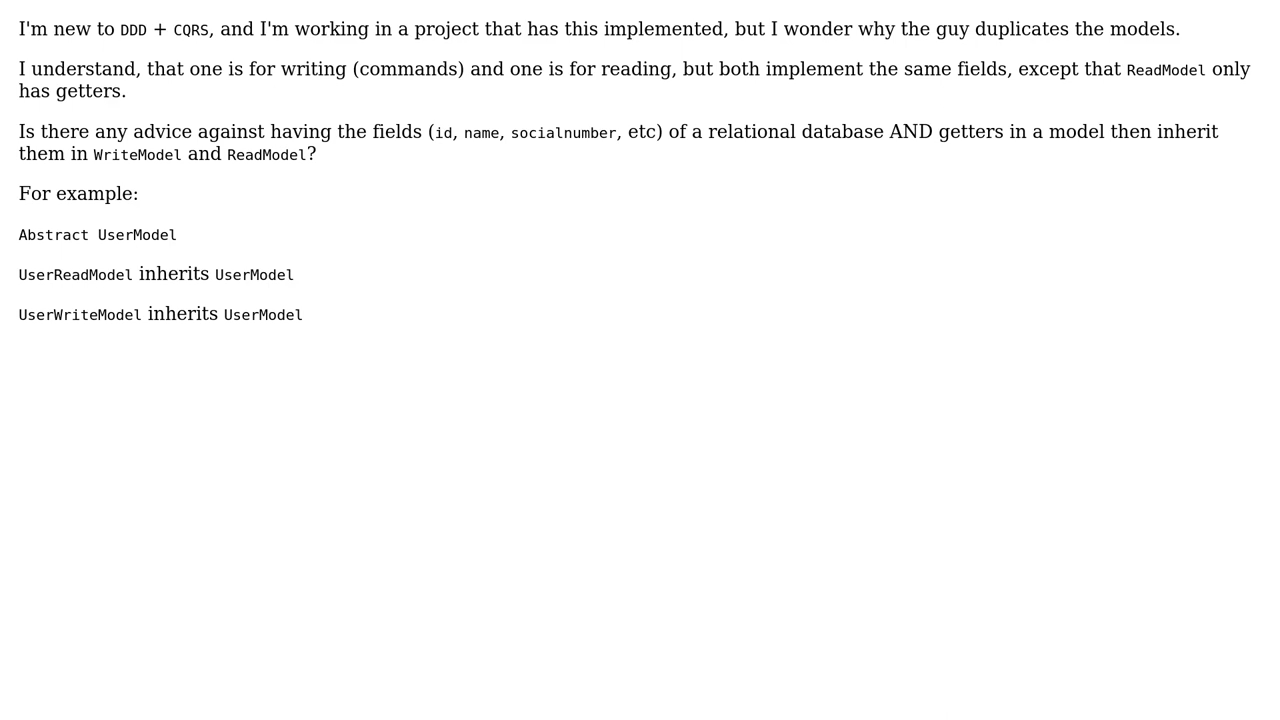 I'm new to DDD + CQRS, and I'm working in a project that has this implemented, but I wonder why the guy duplicates the models.
I understand, that one is for writing (commands) and one is for reading, but both implement the same fields, except that ReadModel only
has getters.
Is there any advice against having the fields (id, name, socialnumber, etc) of a relational database AND getters in a model then inherit
them in WriteModel and ReadModel?
For example:
Abstract UserModel
UserReadModel inherits UserModel
UserWriteModel inherits UserModel